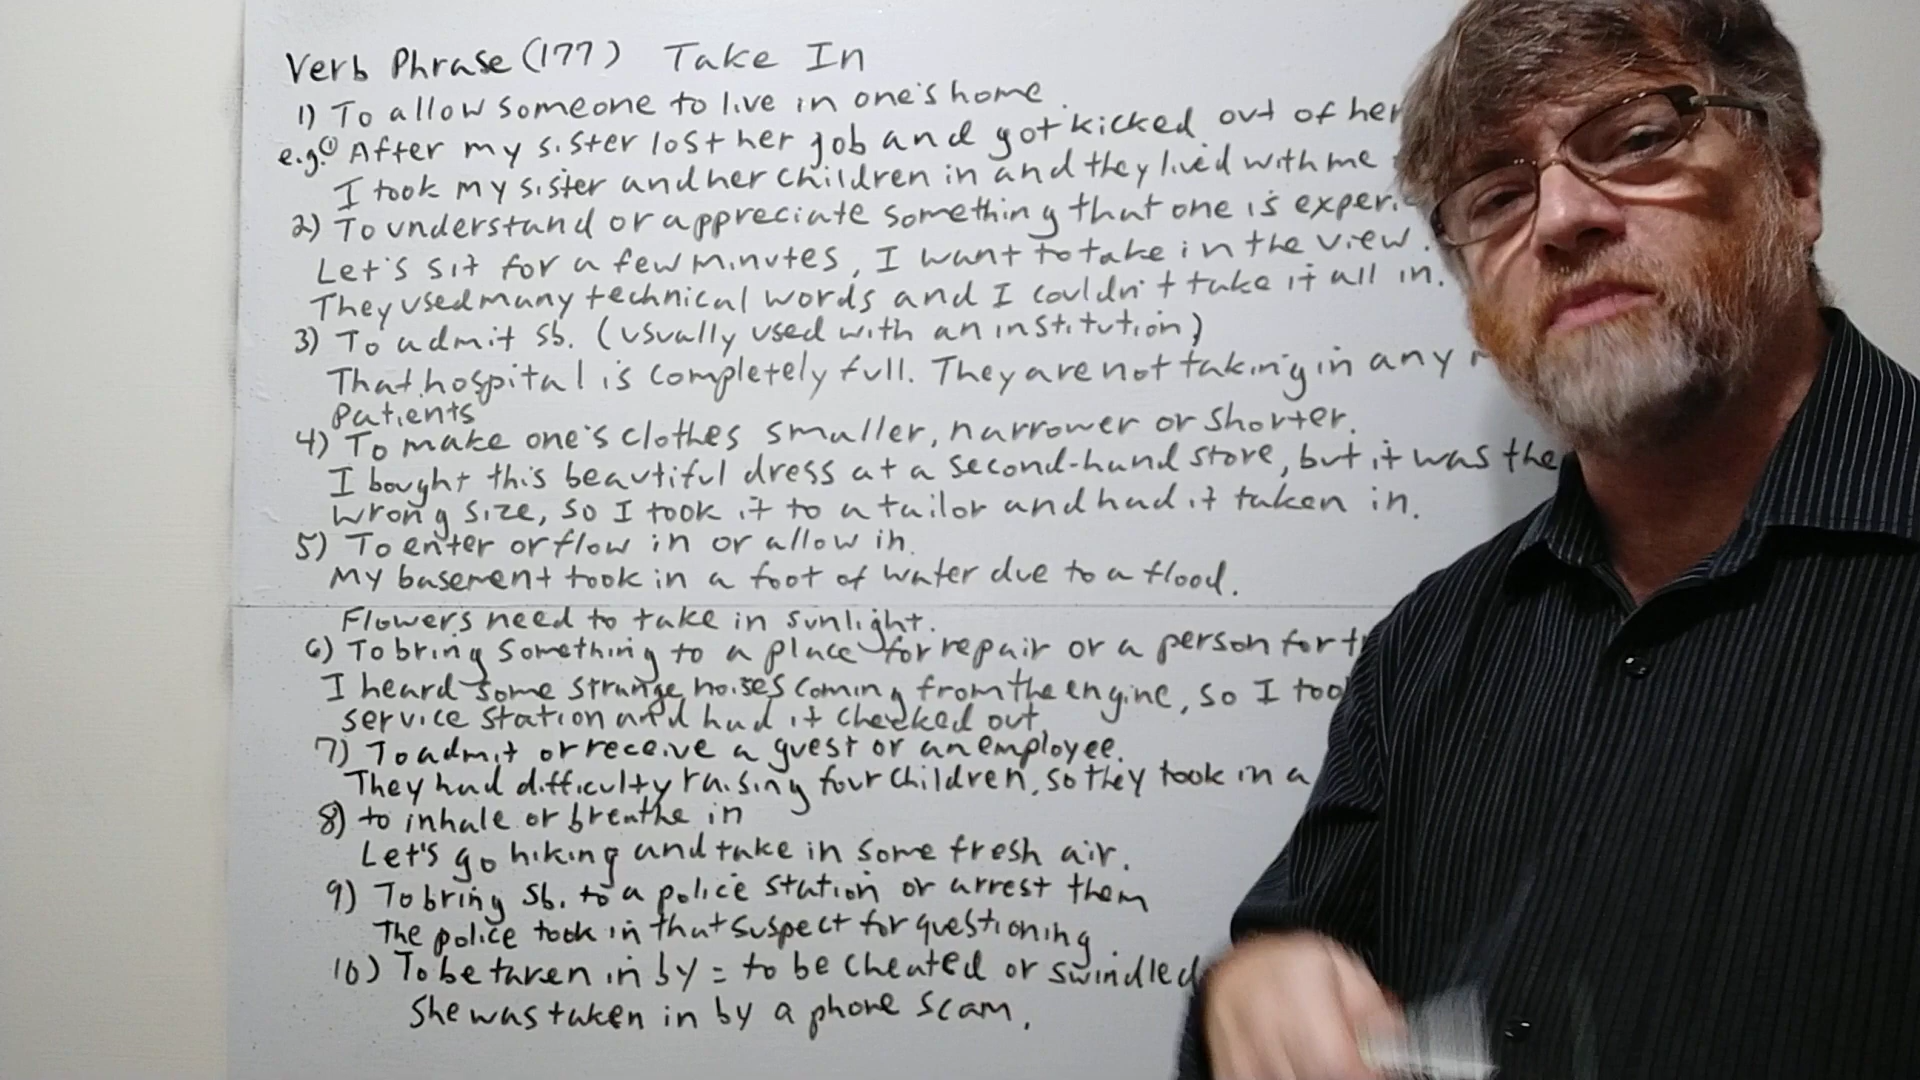 Verb Phrase (177) Take In
1) To allow someone to live in one's home
e.g.① After my sister lost her job and got kicked out of her
I took my sister and her children in and they lived with me
2) To understand or appreciate something that one is
Let's sit for a few minutes, I want to take in the view.
They used many technical words and I couldn't take it all in.
3) To admit sb. (usually used with an institution)
That hospital is completely full. They are not taking in any
patients
4) To make one's clothes smaller, narrower or shorter.
I bought this beautiful dress at a second-hand store, but it was the
wrong size, so I took it to a tailor and had it taken in.
5) To enter or flow in or allow in.
My basement took in a foot of water due to a flood.
Flowers need to take in sunlight.
6) To bring something to a place for repair or a person for
I heard some strange noises coming from the engine, so I
service station and had it checked out
7) To admit or receive a guest or an employee.
They had difficulty raising four children, so they took in a
8) to inhale or breathe in
Let's go hiking and take in some fresh air.
9) To bring sb. to a police station or arrest them
The police took in that suspect for questioning.
10) To be taken in by = to be cheated or swindled
She was taken in by a phone scam.